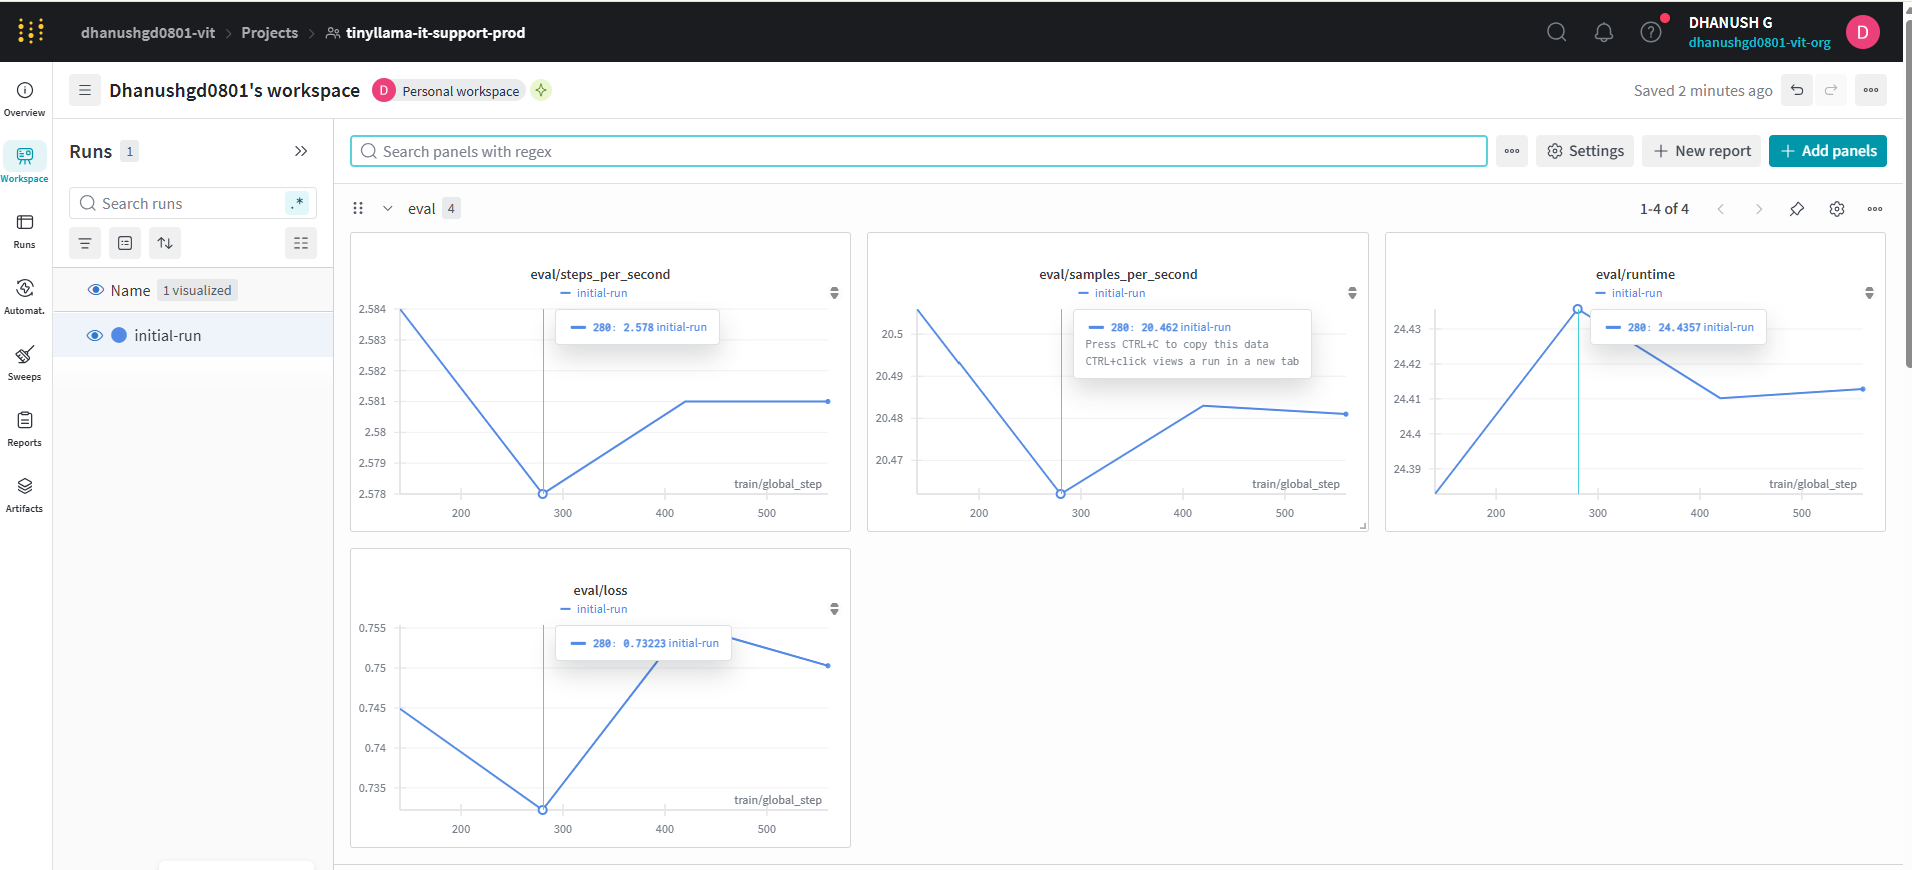 dhanushgd0801-vit > Projects > tinyllama-it-support-prod
DHANUSH G
dhanushgd0801-vit-org
D
Overview
Workspace
Runs
Automat.
Sweeps
Reports
Artifacts
Dhanushgd0801's workspace D Personal workspace
Saved 2 minutes ago
Runs 1
Search runs .*
Name 1 visualized
initial-run
Search panels with regex
Settings
New report
Add panels
eval 4
1-4 of 4
eval/steps_per_second
initial-run
280: 2.578 initial-run
2.584
2.583
2.582
2.581
2.58
2.579
2.578
train/global_step
200 300 400 500
eval/samples_per_second
initial-run
280: 20.462 initial-run
Press CTRL+C to copy this data
CTRL+click views a run in a new tab
20.5
20.49
20.48
20.47
train/global_step
200 300 400 500
eval/runtime
initial-run
280: 24.4357 initial-run
24.43
24.42
24.41
24.4
24.39
train/global_step
200 300 400 500
eval/loss
initial-run
280: 0.73223 initial-run
0.755
0.75
0.745
0.74
0.735
train/global_step
200 300 400 500